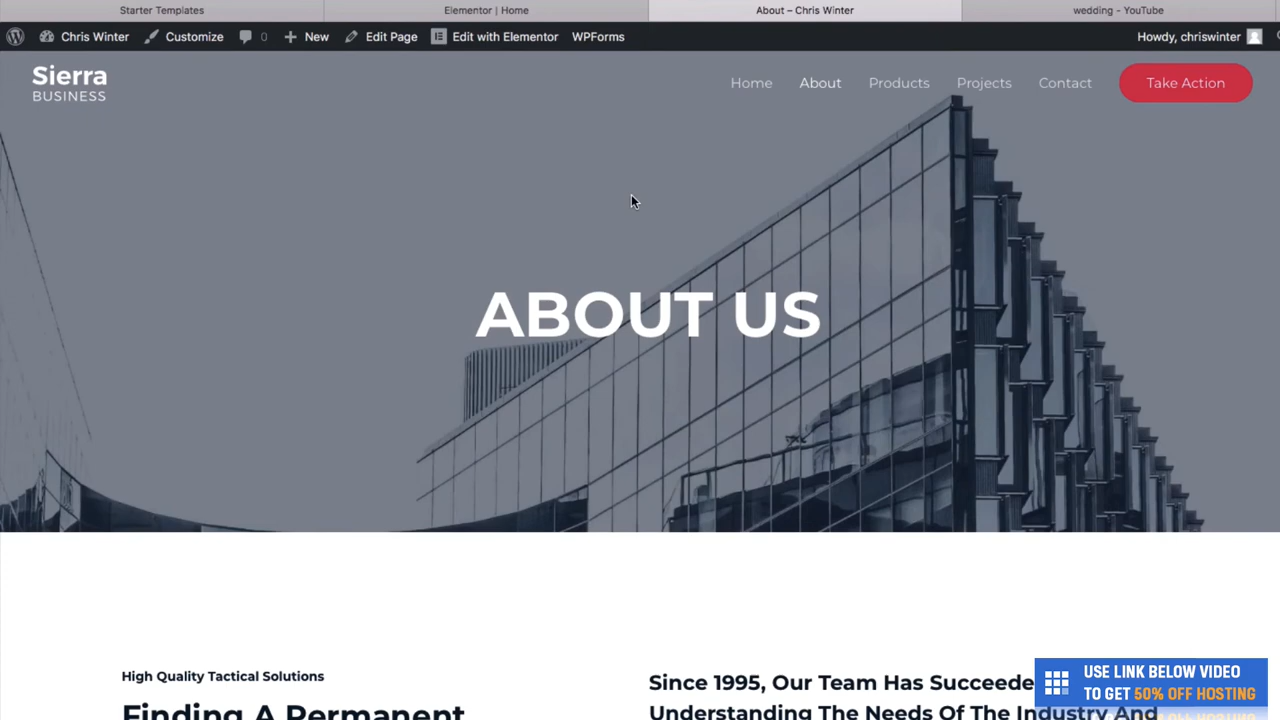 Starter Templates
Elementor | Home
About – Chris Winter
wedding - YouTube
Chris Winter
Customize
0
New
Edit Page
Edit with Elementor
WPForms
Howdy, chriswinter
Sierra
BUSINESS
Home
About
Products
Projects
Contact
Take Action
ABOUT US
High Quality Tactical Solutions
Finding A Permanent
Since 1995, Our Team Has Succeede
Understanding The Needs Of The Industry And
USE LINK BELOW VIDEO
TO GET 50% OFF HOSTING